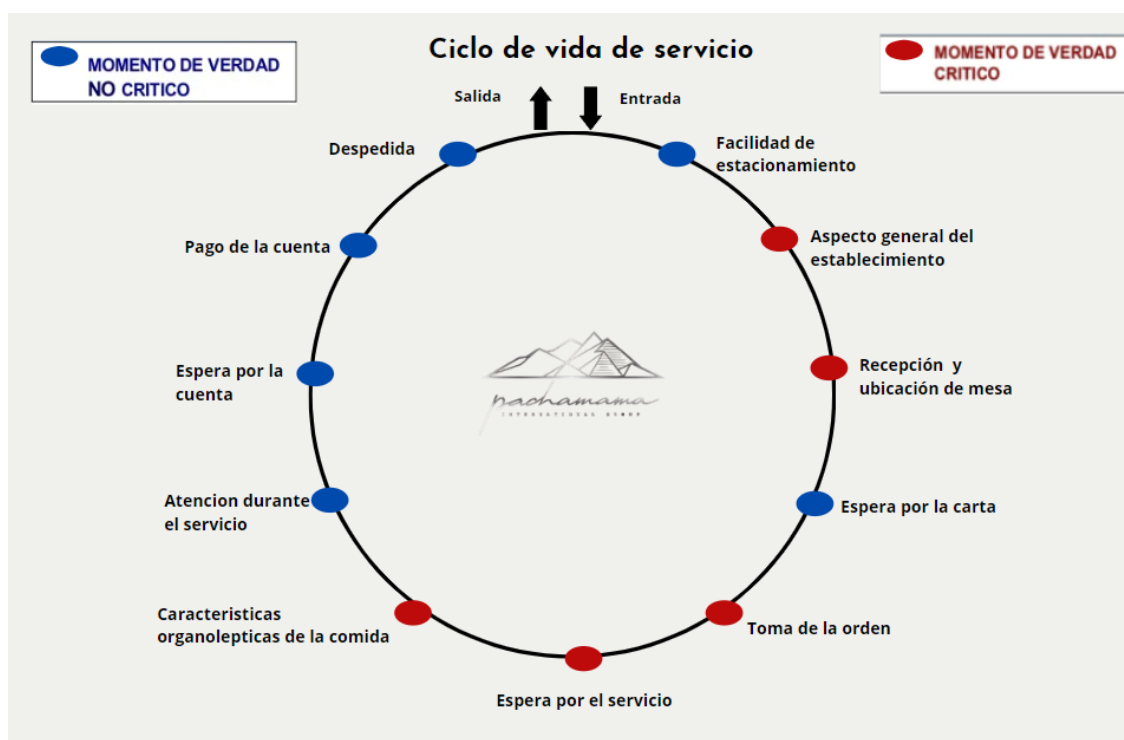 Ciclo de vida de servicio
MOMENTO DE VERDAD
NO CRITICO
MOMENTO DE VERDAD
CRITICO
Salida
Entrada
Facilidad de
estacionamiento
Aspecto general del
establecimiento
Recepción y
ubicación de mesa
Espera por la carta
Toma de la orden
Espera por el servicio
Caracteristicas
organolepticas de la comida
Atencion durante
el servicio
Espera por la
cuenta
Pago de la cuenta
Despedida
pachamama
INTERNATIONAL GROUP